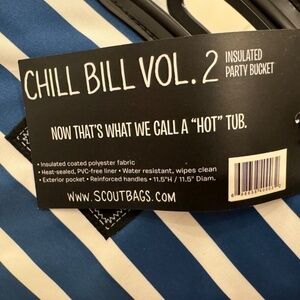 CHILL BILL VOL. 2 INSULATED
PARTY BUCKET
NOW THAT'S WHAT WE CALL A "HOT" TUB.
• Insulated coated polyester fabric
• Heat-sealed, PVC-free liner • Water resistant, wipes clean
• Exterior pocket • Reinforced handles • 11.5"H / 11.5" Diam.
WWW.SCOUTBAGS.COM